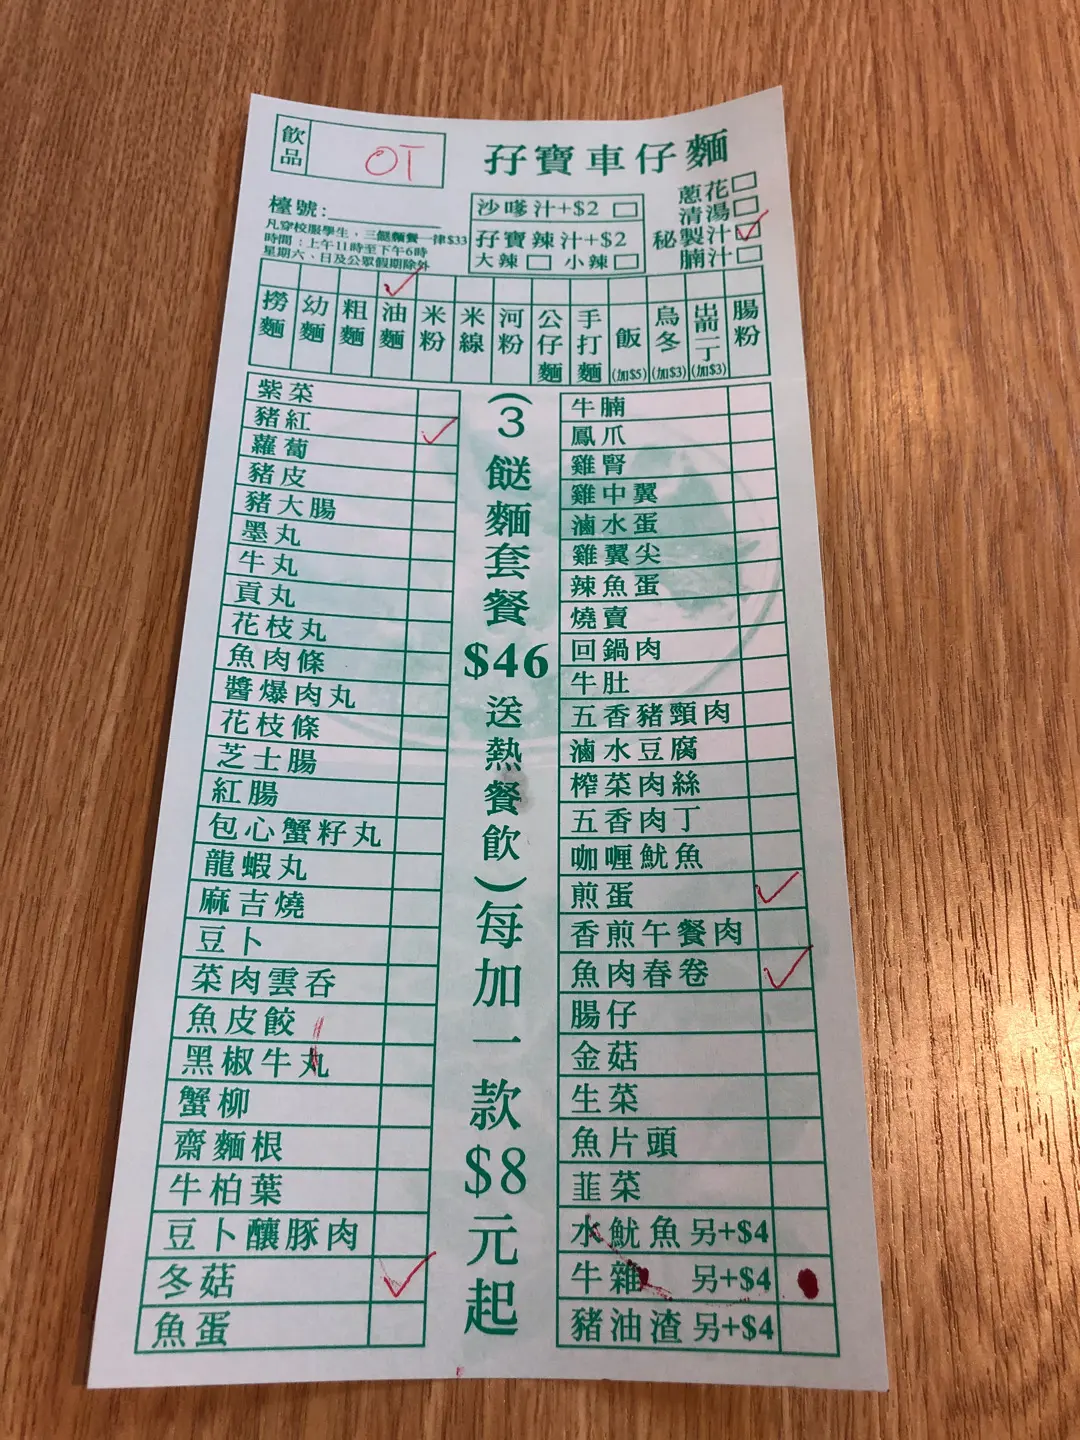 飲品
OT
孖寶車仔麵
檯號:
凡穿校服學生，三餸麵餐一律$33
時間：上午11時至下午6時
星期六、日及公眾假期除外
沙嗲汁+$2
孖寶辣汁+$2
大辣 小辣
蔥花
清湯
秘製汁
腩汁
撈麵
幼麵
粗麵
油麵
米粉
米線
河粉
公仔麵
手打麵
飯(加$5)
烏冬(加$3)
出前一丁(加$3)
腸粉
紫菜
豬紅
蘿蔔
豬皮
豬大腸
墨丸
牛丸
貢丸
花枝丸
魚肉條
醬爆肉丸
花枝條
芝士腸
紅腸
包心蟹籽丸
龍蝦丸
麻吉燒
豆卜
菜肉雲吞
魚皮餃
黑椒牛丸
蟹柳
齋麵根
牛柏葉
豆卜釀豚肉
冬菇
魚蛋
(3餸麵套餐$46送熱餐飲)每加一款$8元起
牛腩
鳳爪
雞腎
雞中翼
滷水蛋
雞翼尖
辣魚蛋
燒賣
回鍋肉
牛肚
五香豬頸肉
滷水豆腐
榨菜肉絲
五香肉丁
咖喱魷魚
煎蛋
香煎午餐肉
魚肉春卷
腸仔
金菇
生菜
魚片頭
韮菜
水魷魚另+$4
牛雜 另+$4
豬油渣另+$4